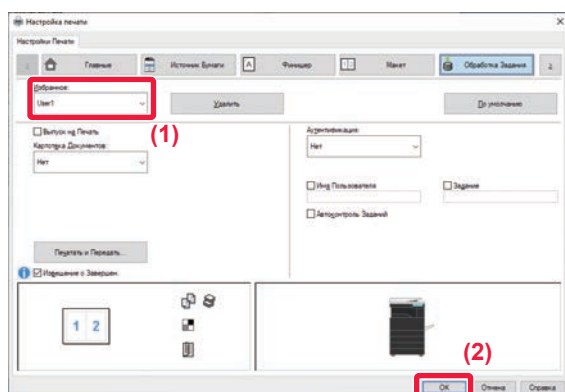 Настройка печати
Настройки Печати
Главные
Источник Бумаги
A
Финишер
Макет
Обработка Задания
Избранное:
User1
Удалить
По умолчанию
(1)
Выпуск на Печать
Картотека Документов:
Нет
Аутентификация:
Нет
Имя Пользователя
Задание
Автоконтроль Заданий
Печатать и Передать...
Извещение о Завершен.
1 2
(2)
OK
Отмена
Справка